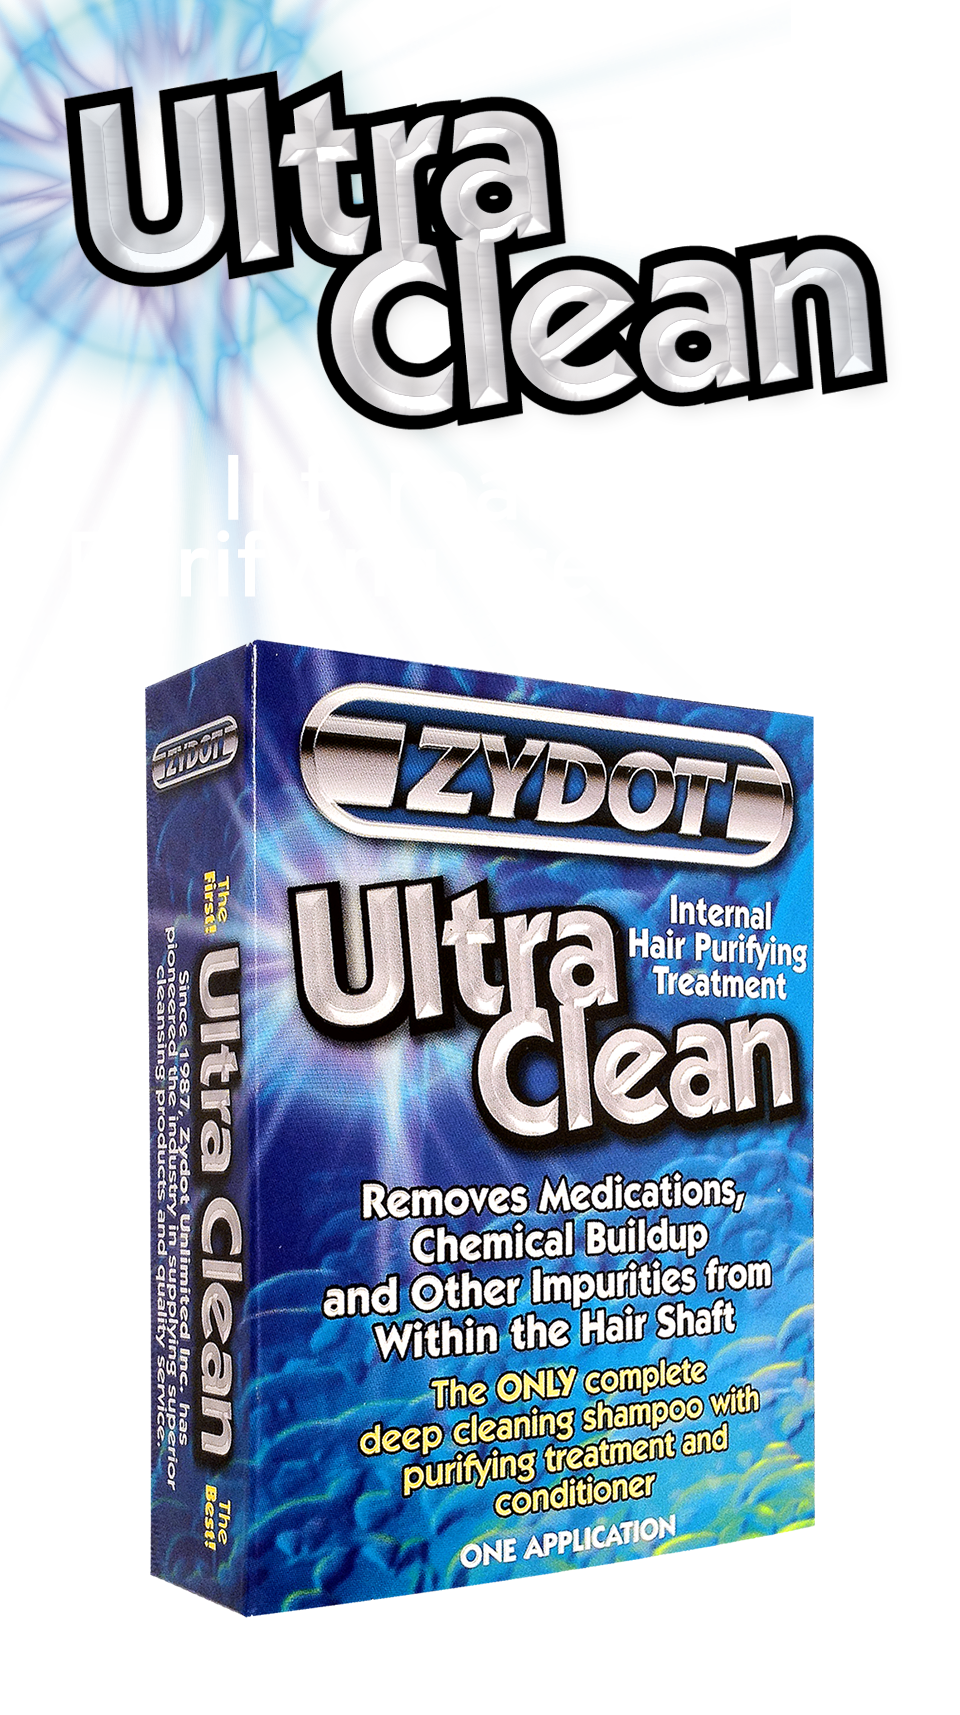 Ultra
Clean
ZYDOT
Ultra
Clean
Internal
Hair Purifying
Treatment
Removes Medications,
Chemical Buildup
and Other Impurities from
Within the Hair Shaft
The ONLY complete
deep cleaning shampoo with
purifying treatment and
conditioner
ONE APPLICATION
ZYDOT
The
First!
Ultra Clean
Since 1987, Zydot Unlimited Inc. has
pioneered the industry in supplying superior
cleansing products and quality service.
The
Best!